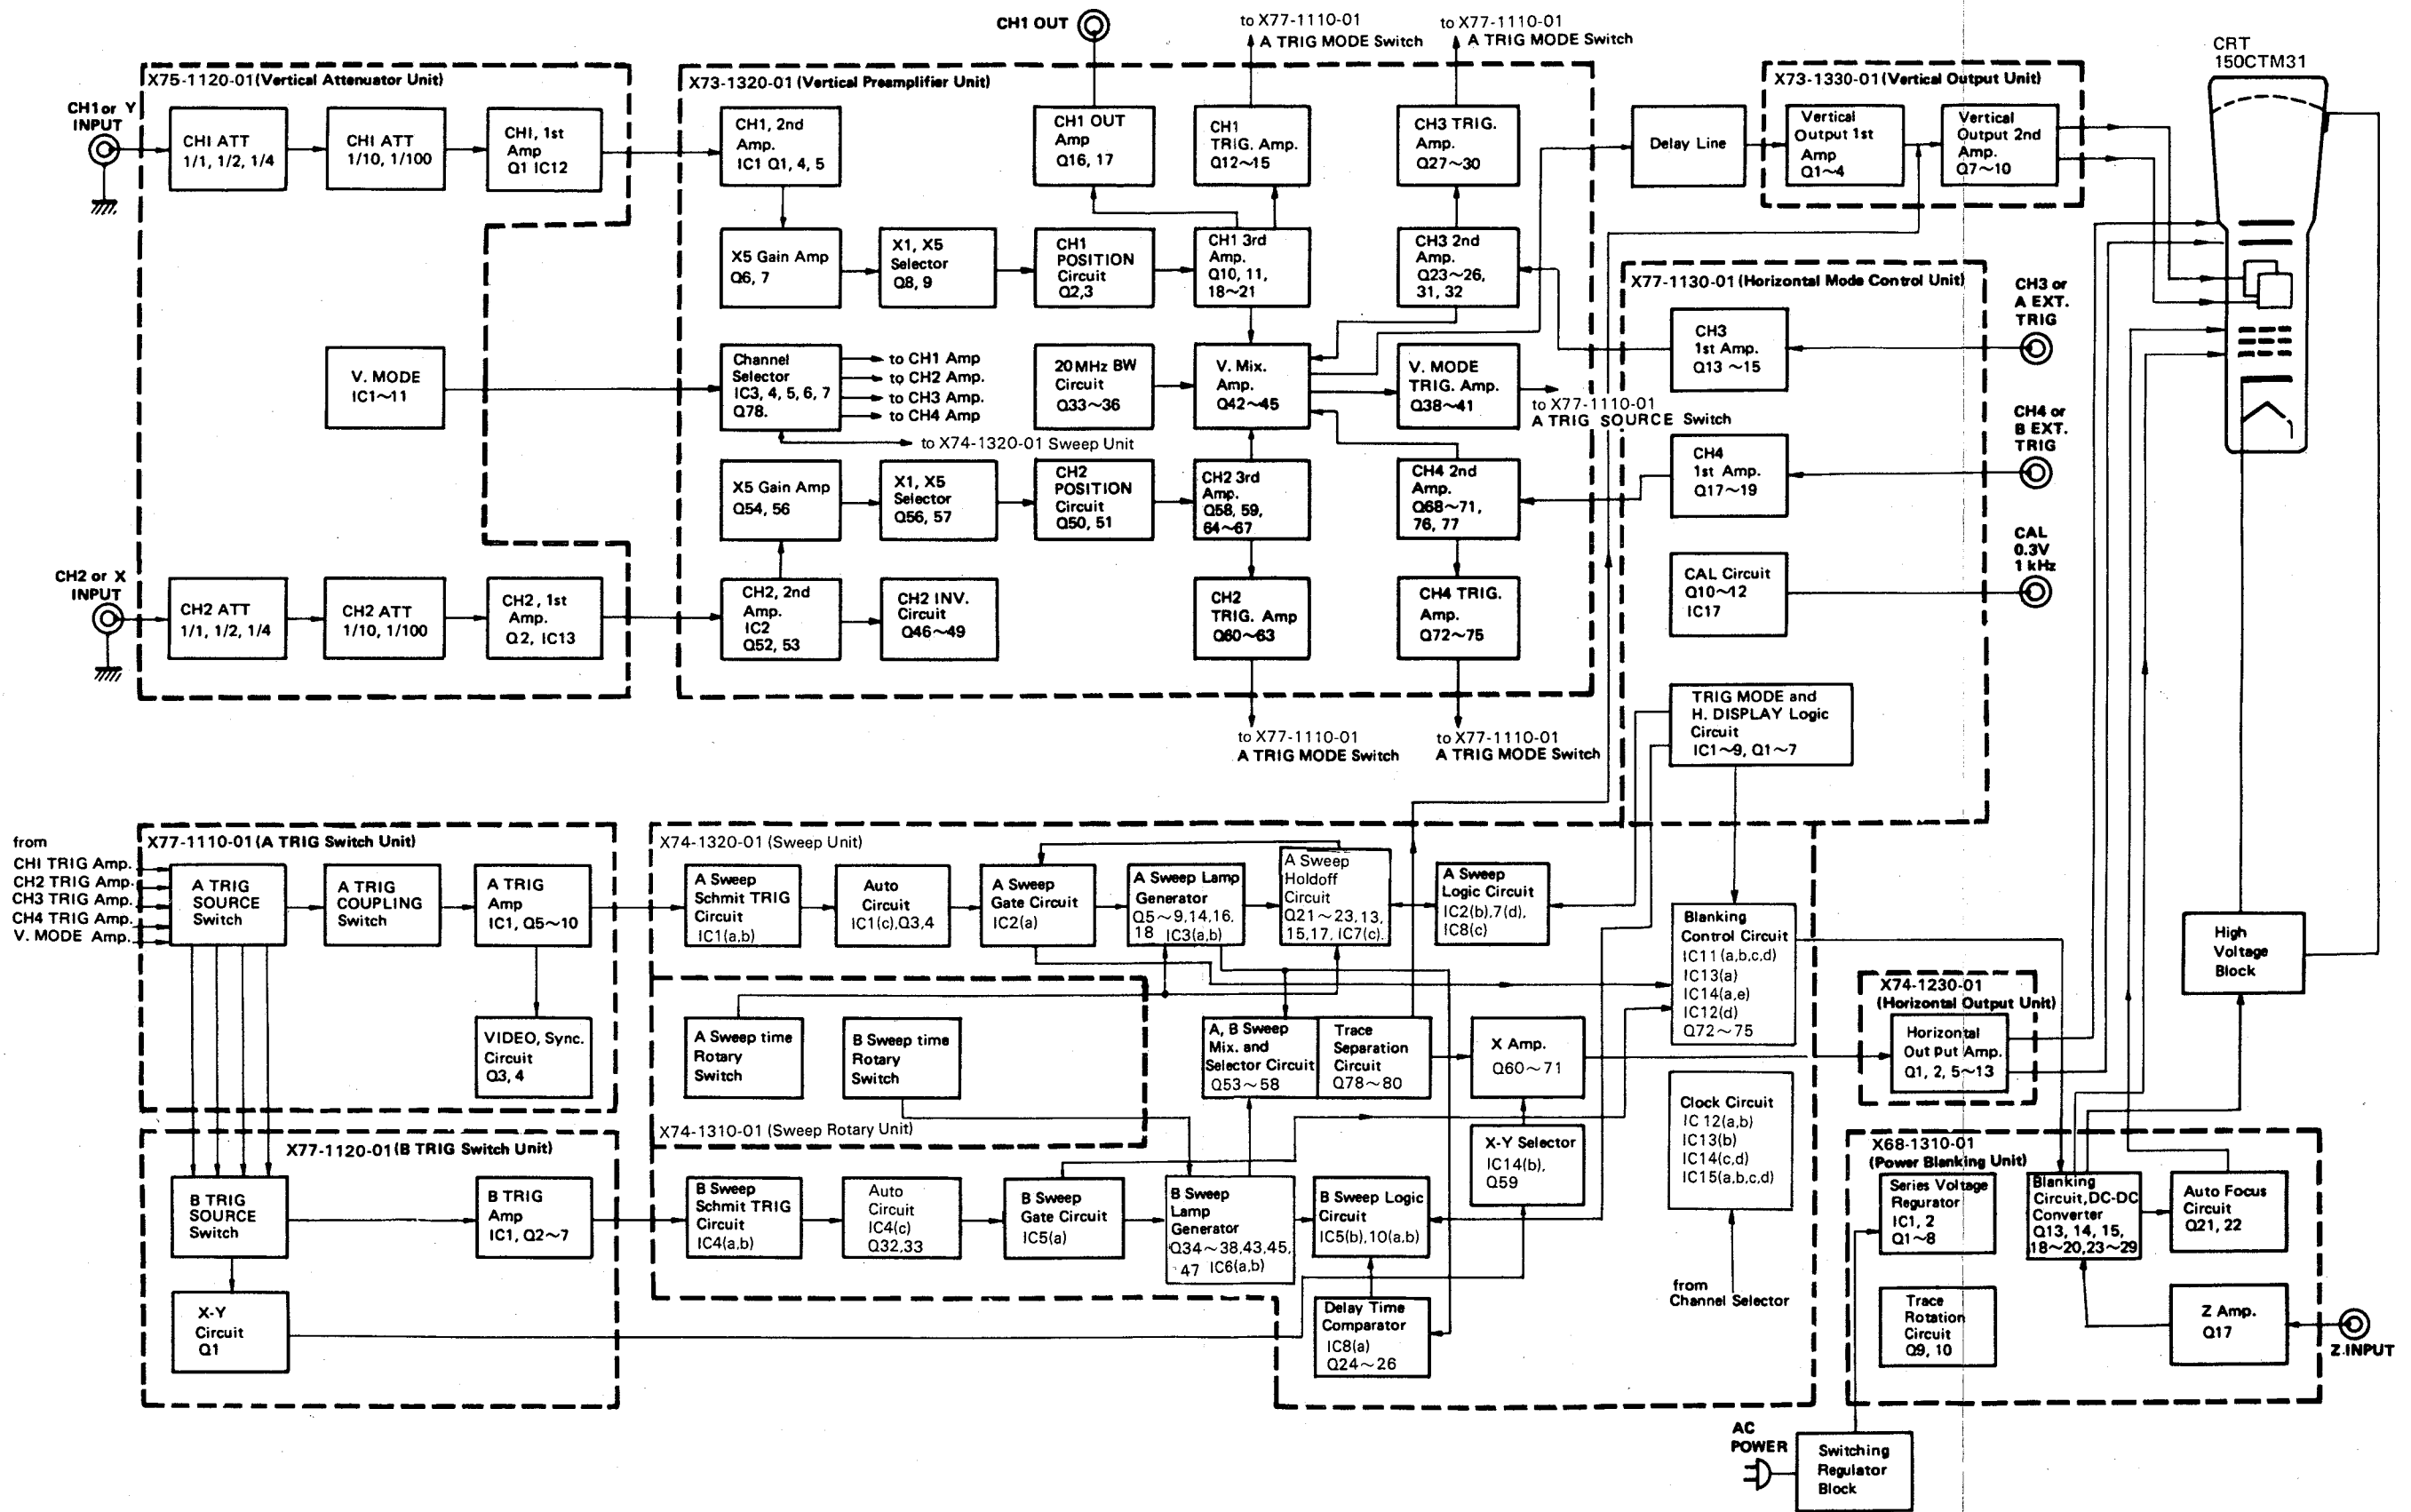 CH1 OUT
to X77-1110-01
A TRIG MODE Switch
to X77-1110-01
A TRIG MODE Switch
CRT
150CTM31
X75-1120-01(Vertical Attenuator Unit)
CH1 or Y
INPUT
CH1 ATT
1/1, 1/2, 1/4
CH1 ATT
1/10, 1/100
CH1, 1st
Amp
Q1 IC12
V. MODE
IC1~11
CH2 or X
INPUT
CH2 ATT
1/1, 1/2, 1/4
CH2 ATT
1/10, 1/100
CH2, 1st
Amp.
Q2, IC13
X73-1320-01 (Vertical Preamplifier Unit)
CH1, 2nd
Amp.
IC1 Q1, 4, 5
CH1 OUT
Amp
Q16, 17
CH1
TRIG. Amp.
Q12~15
CH3 TRIG.
Amp.
Q27~30
X5 Gain Amp
Q6, 7
X1, X5
Selector
Q8, 9
CH1
POSITION
Circuit
Q2,3
CH1 3rd
Amp.
Q10, 11,
18~21
CH3 2nd
Amp.
Q23~26,
31, 32
Channel
Selector
IC3, 4, 5, 6, 7
Q78.
to CH1 Amp
to CH2 Amp.
to CH3 Amp.
to CH4 Amp
to X74-1320-01 Sweep Unit
20 MHz BW
Circuit
Q33~36
V. Mix.
Amp.
Q42~45
V. MODE
TRIG. Amp.
Q38~41
to X77-1110-01
A TRIG SOURCE Switch
X5 Gain Amp
Q54, 56
X1, X5
Selector
Q56, 57
CH2
POSITION
Circuit
Q50, 51
CH2 3rd
Amp.
Q58, 59,
64~67
CH4 2nd
Amp.
Q68~71,
76, 77
CH2, 2nd
Amp.
IC2
Q52, 53
CH2 INV.
Circuit
Q46~49
CH2
TRIG. Amp
Q60~63
CH4 TRIG.
Amp.
Q72~75
to X77-1110-01
A TRIG MODE Switch
to X77-1110-01
A TRIG MODE Switch
Delay Line
X73-1330-01 (Vertical Output Unit)
Vertical
Output 1st
Amp
Q1~4
Vertical
Output 2nd
Amp.
Q7~10
X77-1130-01 (Horizontal Mode Control Unit)
CH3
1st Amp.
Q13 ~15
CH3 or
A EXT.
TRIG
CH4
1st Amp.
Q17~19
CH4 or
B EXT.
TRIG
CAL Circuit
Q10~12
IC17
CAL
0.3V
1 kHz
TRIG MODE and
H. DISPLAY Logic
Circuit
IC1~9, Q1~7
from
CH1 TRIG Amp.
CH2 TRIG Amp.
CH3 TRIG Amp.
CH4 TRIG Amp.
V. MODE Amp.
X77-1110-01 (A TRIG Switch Unit)
A TRIG
SOURCE
Switch
A TRIG
COUPLING
Switch
A TRIG
Amp
IC1, Q5~10
VIDEO, Sync.
Circuit
Q3, 4
X77-1120-01(B TRIG Switch Unit)
B TRIG
SOURCE
Switch
B TRIG
Amp
IC1, Q2~7
X-Y
Circuit
Q1
X74-1320-01 (Sweep Unit)
A Sweep
Schmit TRIG
Circuit
IC1(a,b)
Auto
Circuit
IC1(c),Q3,4
A Sweep
Gate Circuit
IC2(a)
A Sweep Lamp
Generator
Q5~9,14,16,
18 IC3(a,b)
A Sweep
Holdoff
Circuit
Q21~23,13,
15,17, IC7(c).
A Sweep
Logic Circuit
IC2(b),7(d),
IC8(c)
A Sweep time
Rotary
Switch
B Sweep time
Rotary
Switch
X74-1310-01 (Sweep Rotary Unit)
A, B Sweep
Mix. and
Selector Circuit
Q53~58
Trace
Separation
Circuit
Q78~80
X Amp.
Q60~71
X-Y Selector
IC14(b),
Q59
B Sweep
Schmit TRIG
Circuit
IC4(a,b)
Auto
Circuit
IC4(c)
Q32,33
B Sweep
Gate Circuit
IC5(a)
B Sweep
Lamp
Generator
Q34~38,43,45,
47 IC6(a,b)
B Sweep Logic
Circuit
IC5(b),10(a,b)
Delay Time
Comparator
IC8(a)
Q24~26
Blanking
Control Circuit
IC11(a,b,c,d)
IC13(a)
IC14(a,e)
IC12(d)
Q72~75
Clock Circuit
IC 12(a,b)
IC13(b)
IC14(c,d)
IC15(a,b,c,d)
from
Channel Selector
X74-1230-01
(Horizontal Output Unit)
Horizontal
Out put Amp.
Q1, 2, 5~13
High
Voltage
Block
X68-1310-01
(Power Blanking Unit)
Series Voltage
Regurator
IC1, 2
Q1~8
Blanking
Circuit,DC-DC
Converter
Q13, 14, 15,
18~20,23~29
Auto Focus
Circuit
Q21, 22
Trace
Rotation
Circuit
Q9, 10
Z Amp.
Q17
Z.INPUT
AC
POWER
Switching
Regulator
Block